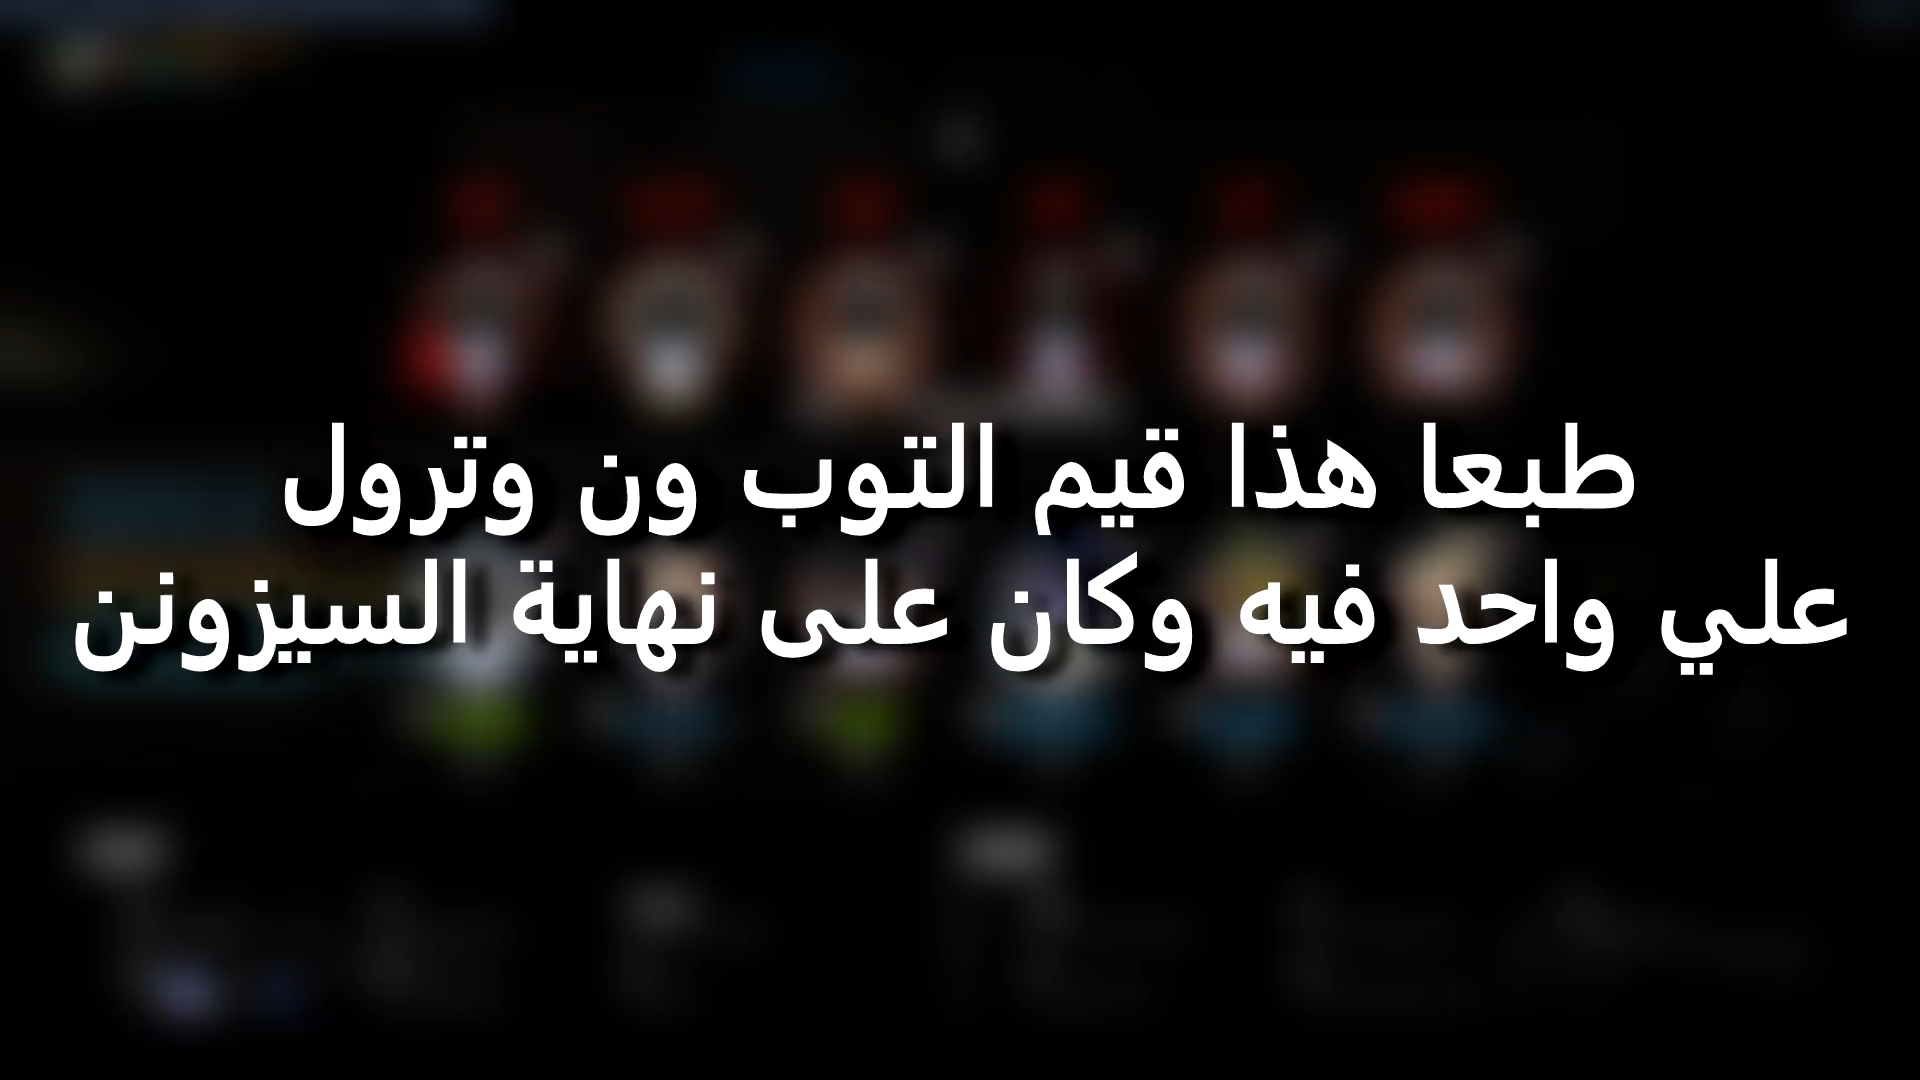 طبعا هذا قيم التوب ون وترول
علي واحد فيه وكان على نهاية السيزونن